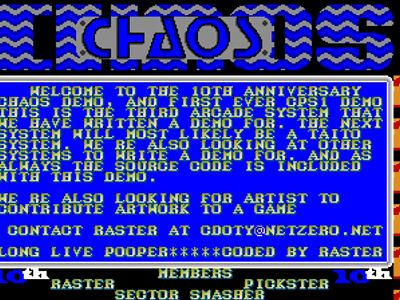 CHAOS
CHAOS
WELCOME TO THE 10TH ANNIVERSARY
CHAOS DEMO, AND FIRST EVER CPS1 DEMO
THIS IS THE THIRD ARCADE SYSTEM THAT
WE HAVE WRITTEN A DEMO FOR. THE NEXT
SYSTEM WILL MOST LIKELY BE A TAITO
SYSTEM. WE RE ALSO LOOKING AT OTHER
SYSTEMS TO WRITE A DEMO FOR. AND AS
ALWAYS THE SOURCE CODE IS INCLUDED
WITH THIS DEMO.
WE RE ALSO LOOKING FOR ARTIST TO
CONTRIBUTE ARTWORK TO A GAME
CONTACT RASTER AT CDOTY@NETZERO.NET
LONG LIVE POOPER*****CODED BY RASTER
10th MEMBERS 10th
RASTER PICKSTER
SECTOR SMASHER